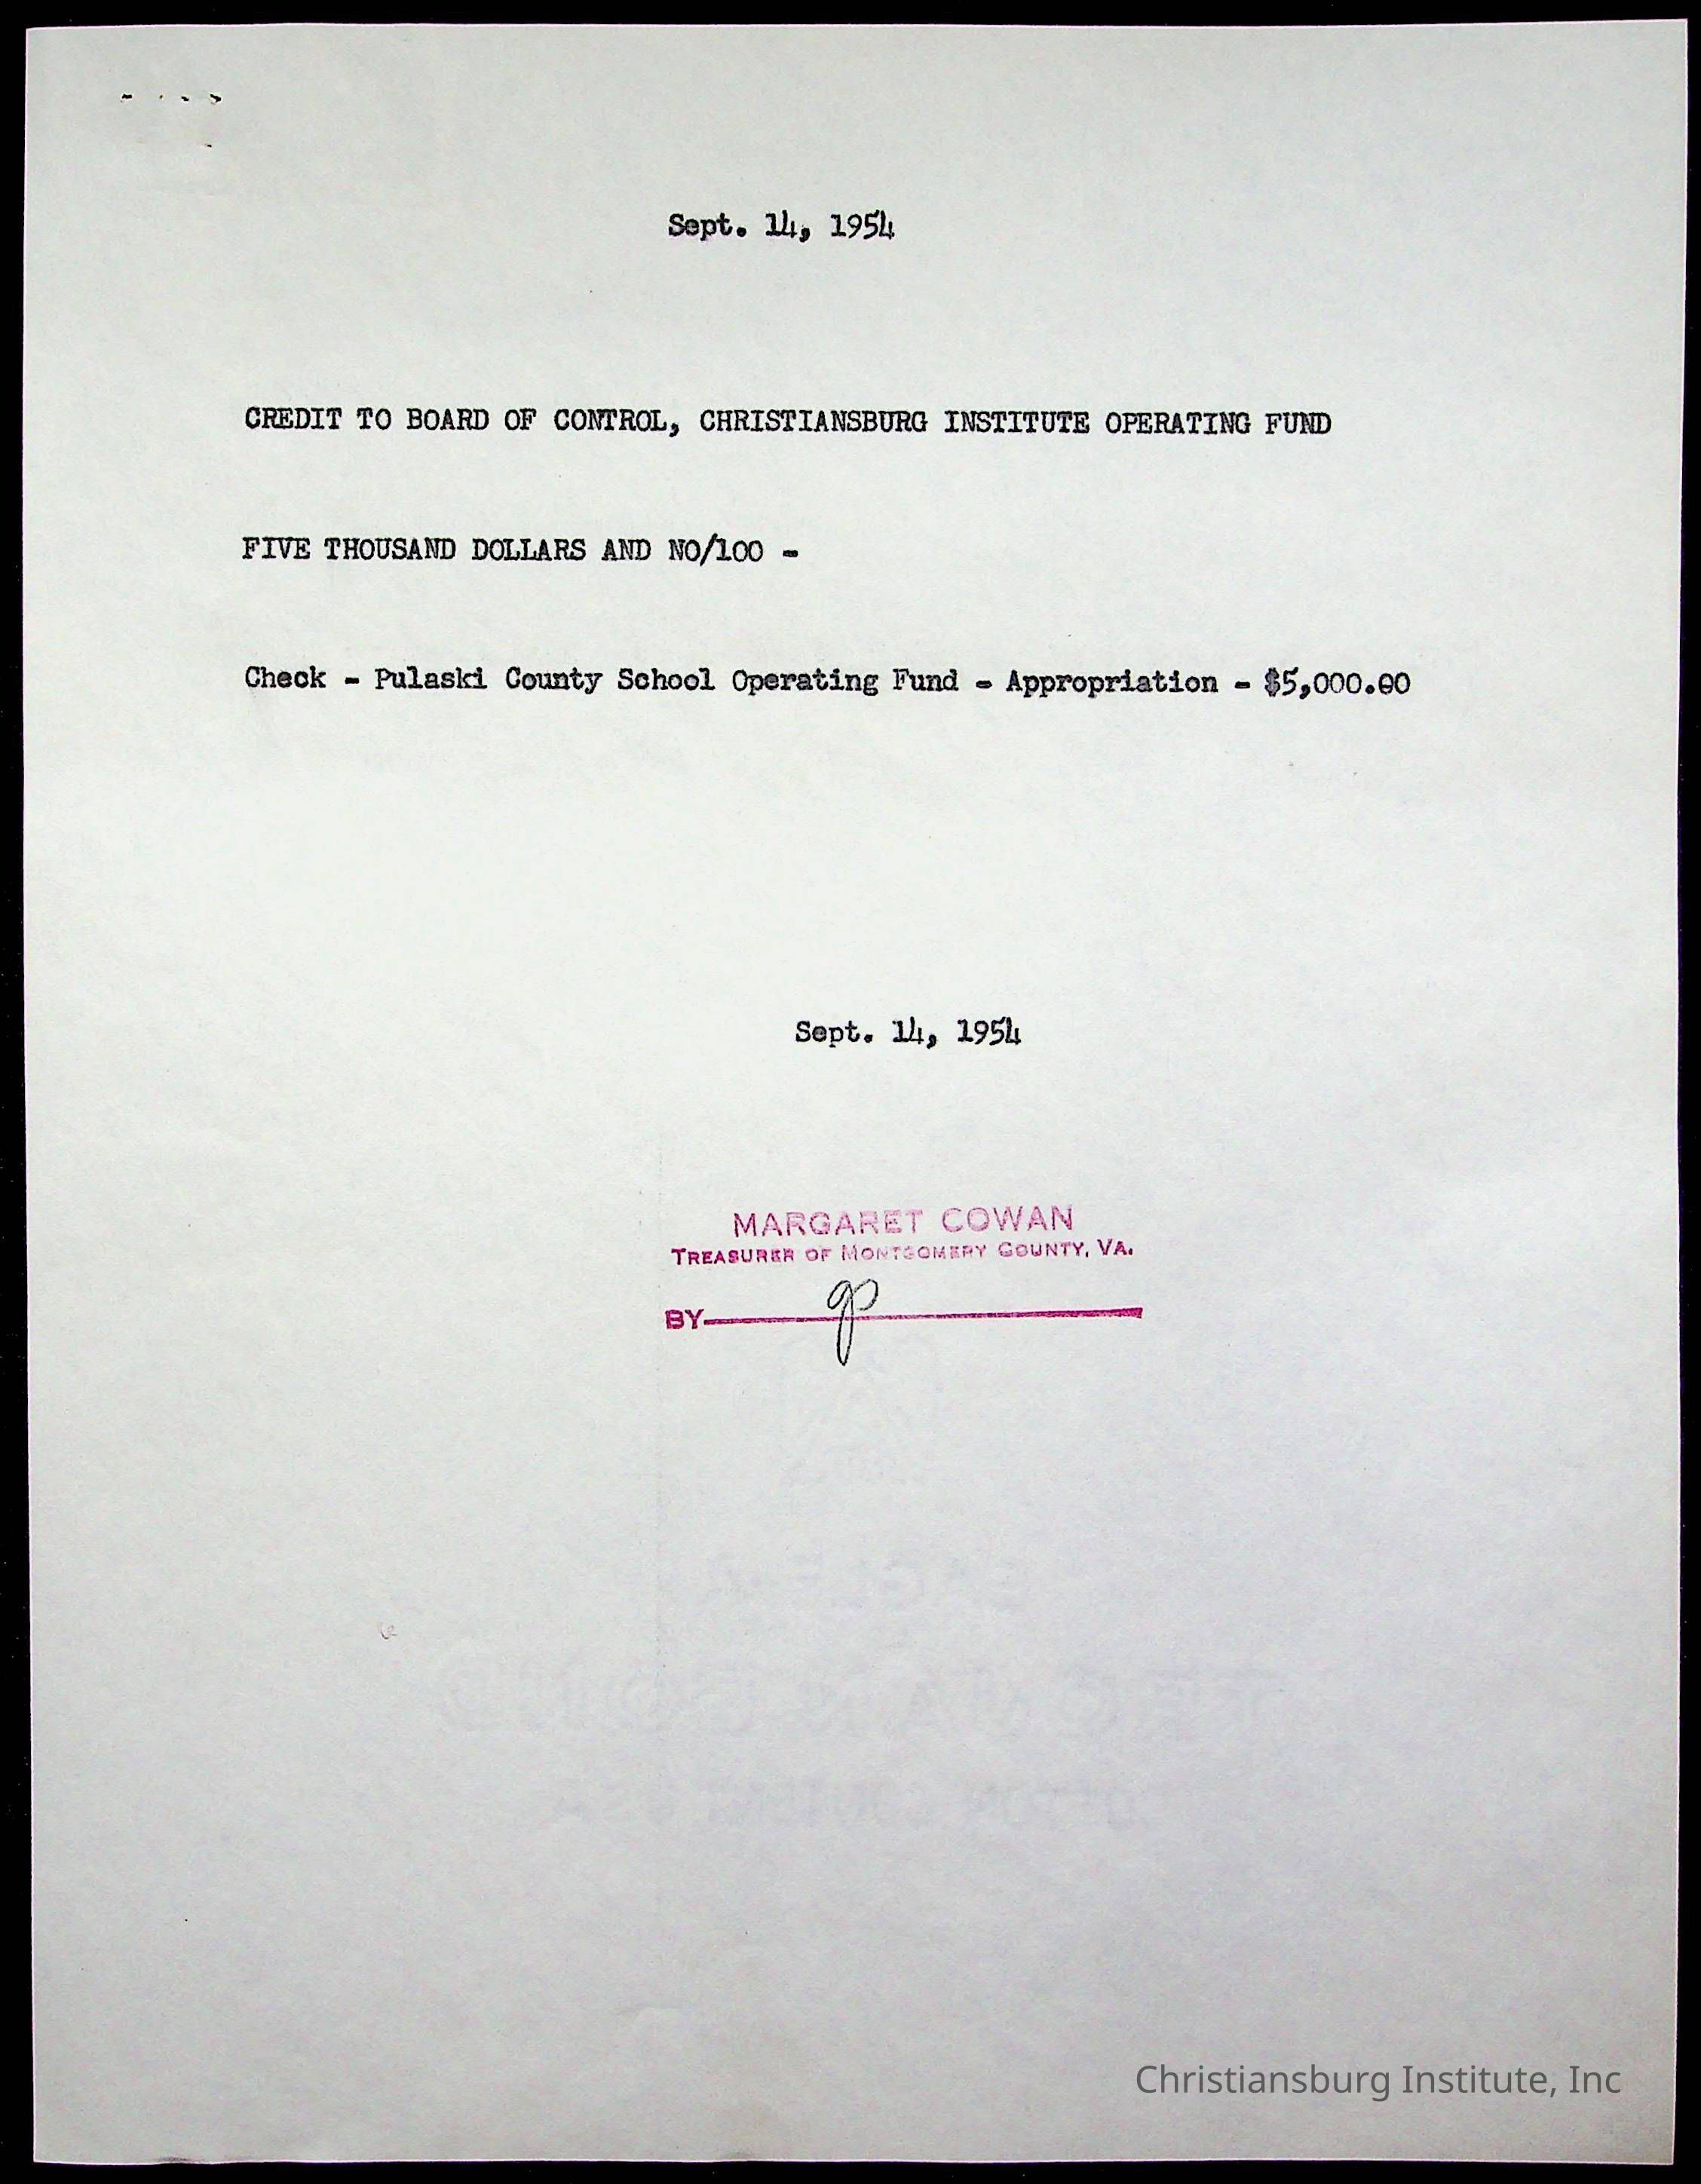 Sept. 14, 1954
CREDIT TO BOARD OF CONTROL, CHRISTIANSBURG INSTITUTE OPERATING FUND
FIVE THOUSAND DOLLARS AND NO/100 -
Check - Pulaski County School Operating Fund - Appropriation - $5,000.00
Sept. 14, 1954
MARGARET COWAN
TREASURER OF MONTGOMERY COUNTY, VA.
BY
Christiansburg Institute, Inc